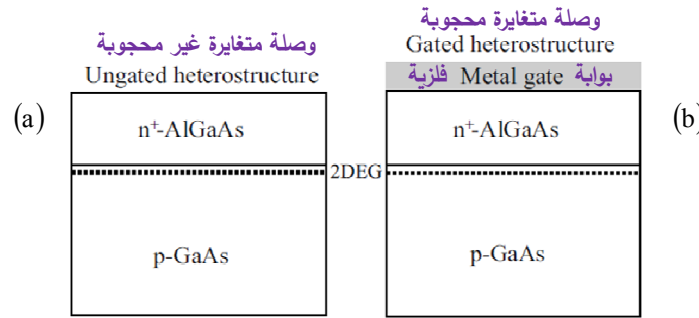 وصلة متغايرة غير محجوبة
Ungated heterostructure
(a)
n⁺-AlGaAs
p-GaAs
2DEG
وصلة متغايرة محجوبة
Gated heterostructure
بوابة Metal gate فلزية
(b)
n⁺-AlGaAs
p-GaAs